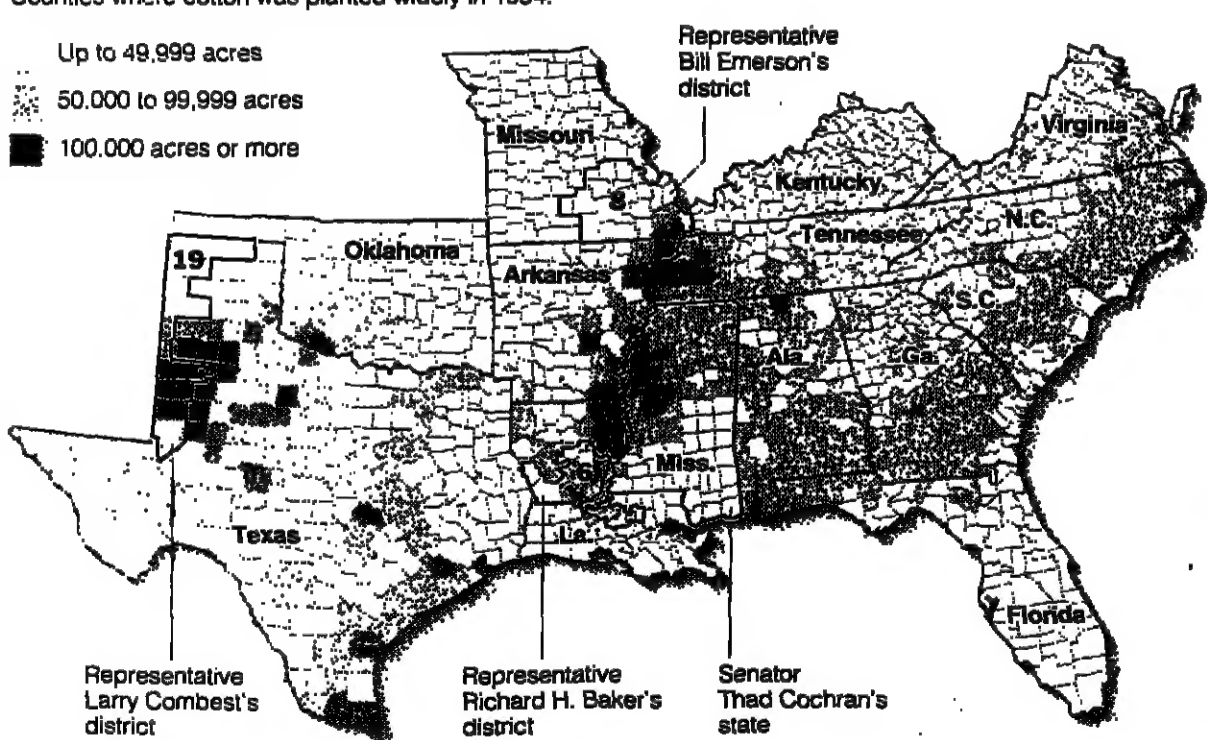 Counties where cotton was planted widely in 1994.
Up to 49,999 acres
50.000 to 99,999 acres
100.000 acres or more
Representative
Bill Emerson's
district
Missouri
Virginia
8
Kentucky
N.C.
Tennessee
19
Oklahoma
Arkansas
S.C.
Ala.
Ga.
6
Miss.
Texas
La.
Florida
Representative
Larry Combest's
district
Representative
Richard H. Baker's
district
Senator
Thad Cochran's
state